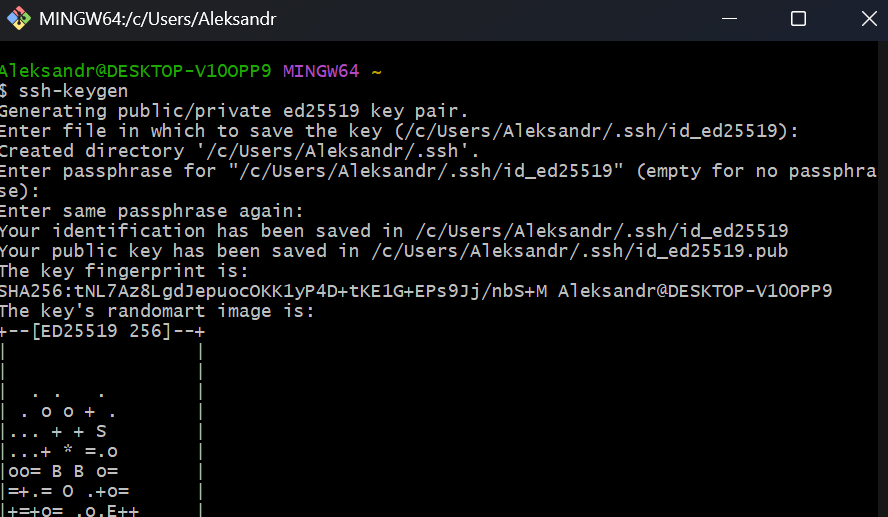 MINGW64:/c/Users/Aleksandr
Aleksandr@DESKTOP-V1OOPP9 MINGW64 ~
$ ssh-keygen
Generating public/private ed25519 key pair.
Enter file in which to save the key (/c/Users/Aleksandr/.ssh/id_ed25519):
Created directory '/c/Users/Aleksandr/.ssh'.
Enter passphrase for "/c/Users/Aleksandr/.ssh/id_ed25519" (empty for no passphra
se):
Enter same passphrase again:
Your identification has been saved in /c/Users/Aleksandr/.ssh/id_ed25519
Your public key has been saved in /c/Users/Aleksandr/.ssh/id_ed25519.pub
The key fingerprint is:
SHA256:tNL7Az8LgdJepuocOKK1yP4D+tKE1G+EPs9Jj/nbS+M Aleksandr@DESKTOP-V1OOPP9
The key's randomart image is:
+--[ED25519 256]--+
|                 |
|                 |
|  . .   .        |
| . o o + .       |
|... + + S        |
|...+ * =.o       |
|oo= B B o=       |
|=+.= O .+o=      |
|+=+o= .o.E++     |